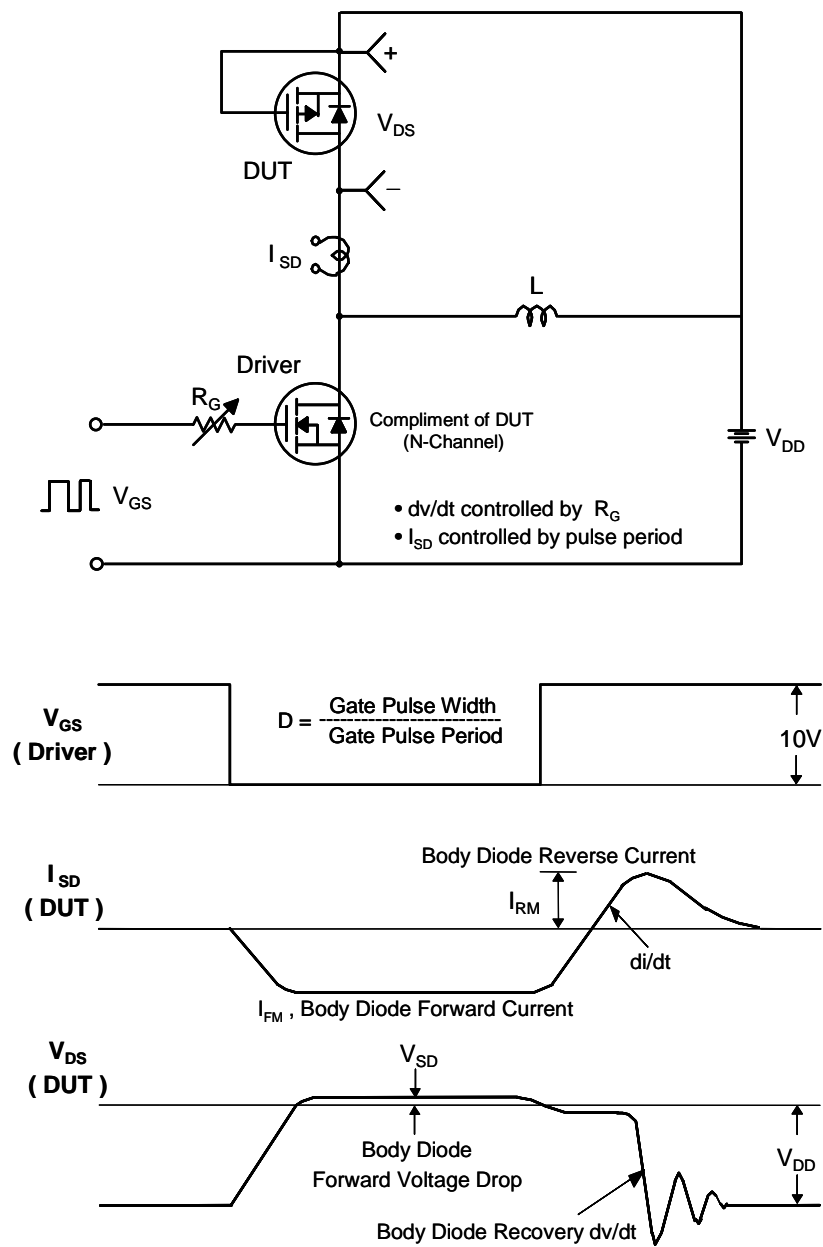 +
V_DS
DUT
–
I_SD
L
Driver
R_G
Compliment of DUT
(N-Channel)
V_DD
V_GS
• dv/dt controlled by R_G
• I_SD controlled by pulse period
V_GS
( Driver )
D = Gate Pulse Width
Gate Pulse Period
10V
Body Diode Reverse Current
I_SD
( DUT )
I_RM
di/dt
I_FM , Body Diode Forward Current
V_DS
( DUT )
V_SD
Body Diode
Forward Voltage Drop
V_DD
Body Diode Recovery dv/dt